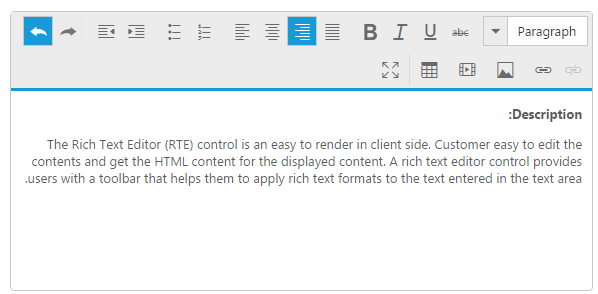 B I U abc Paragraph
:Description
The Rich Text Editor (RTE) control is an easy to render in client side. Customer easy to edit the
contents and get the HTML content for the displayed content. A rich text editor control provides
.users with a toolbar that helps them to apply rich text formats to the text entered in the text area